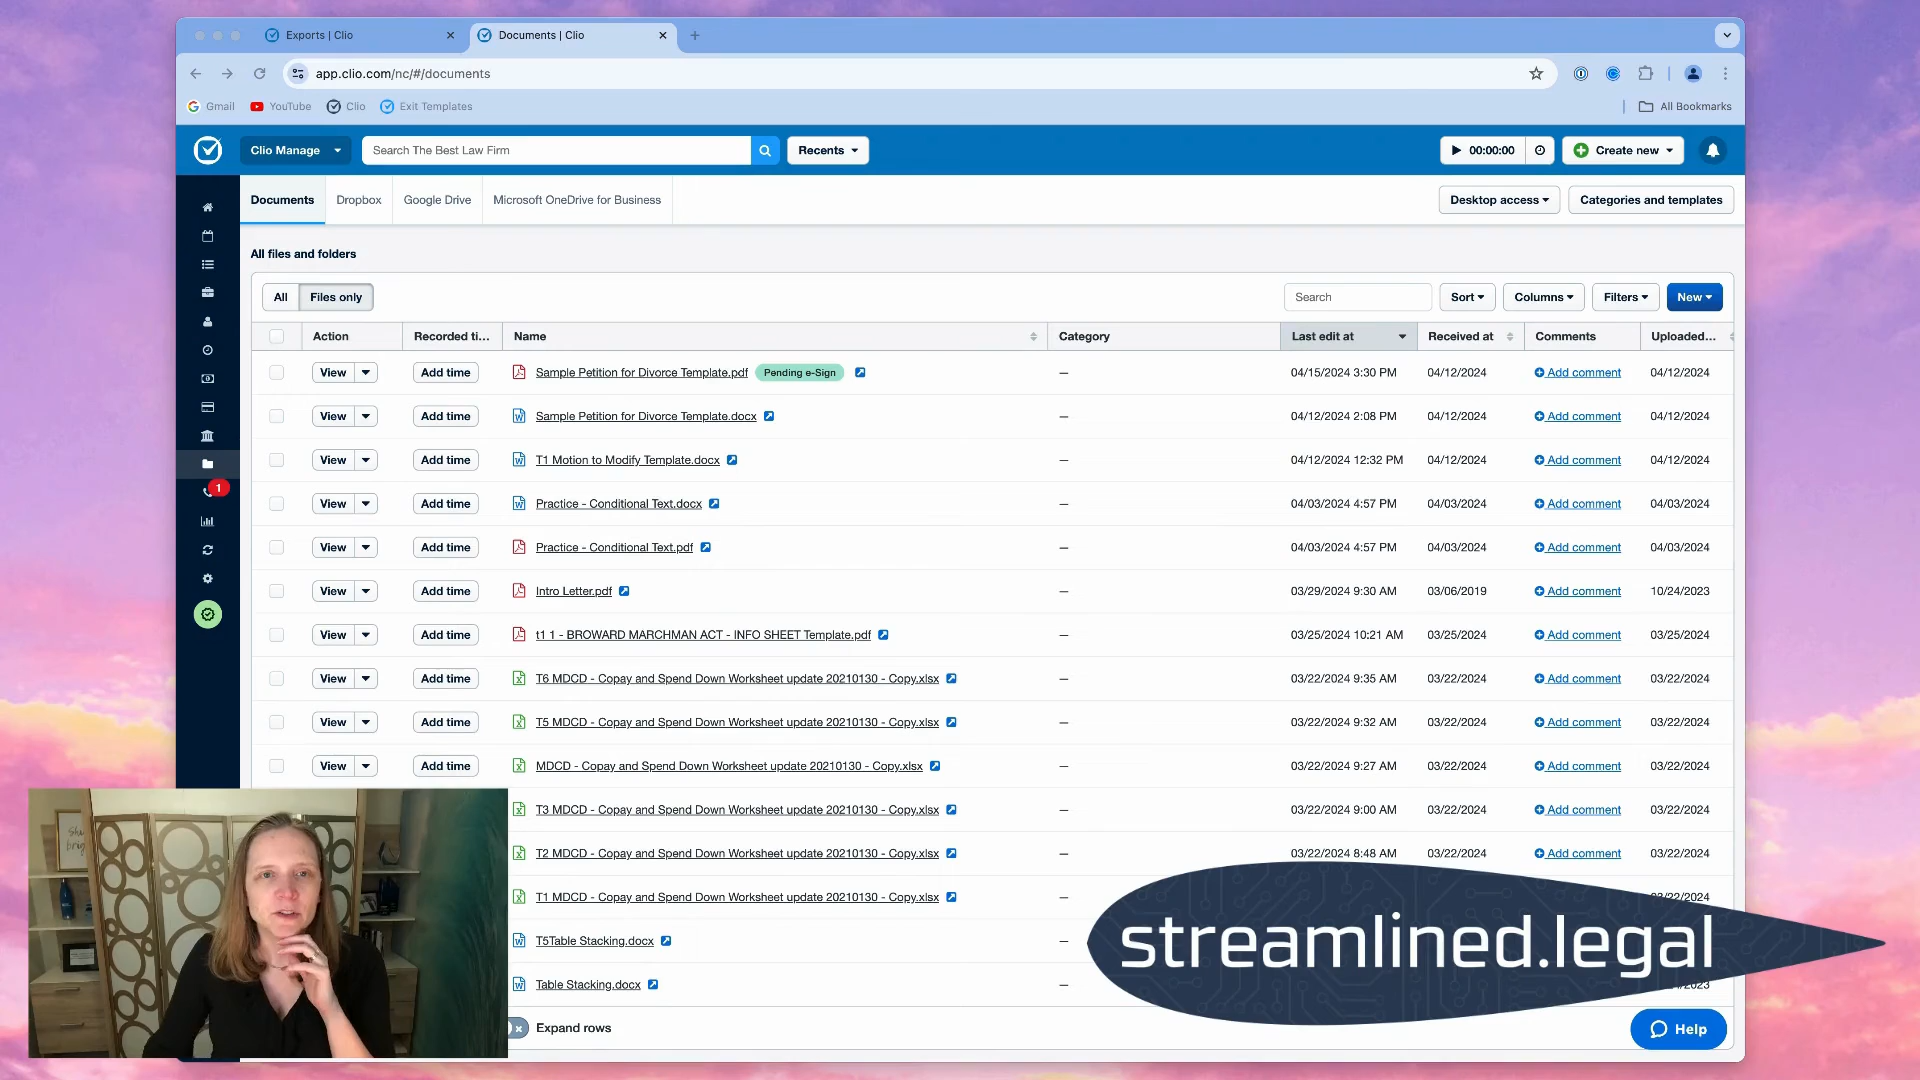 Exports | Clio
Documents | Clio
app.clio.com/nc/#/documents
Gmail YouTube Clio Exit Templates All Bookmarks
Clio Manage Search The Best Law Firm Recents 00:00:00 Create new
Documents Dropbox Google Drive Microsoft OneDrive for Business Desktop access Categories and templates
All files and folders
All Files only Search Sort Columns Filters New
Action Recorded ti... Name Category Last edit at Received at Comments Uploaded...
View Add time Sample Petition for Divorce Template.pdf Pending e-Sign — 04/15/2024 3:30 PM 04/12/2024 Add comment 04/12/2024
View Add time Sample Petition for Divorce Template.docx — 04/12/2024 2:08 PM 04/12/2024 Add comment 04/12/2024
View Add time T1 Motion to Modify Template.docx — 04/12/2024 12:32 PM 04/12/2024 Add comment 04/12/2024
1
View Add time Practice - Conditional Text.docx — 04/03/2024 4:57 PM 04/03/2024 Add comment 04/03/2024
View Add time Practice - Conditional Text.pdf — 04/03/2024 4:57 PM 04/03/2024 Add comment 04/03/2024
View Add time Intro Letter.pdf — 03/29/2024 9:30 AM 03/06/2019 Add comment 10/24/2023
View Add time t1 1 - BROWARD MARCHMAN ACT - INFO SHEET Template.pdf — 03/25/2024 10:21 AM 03/25/2024 Add comment 03/25/2024
View Add time T6 MDCD - Copay and Spend Down Worksheet update 20210130 - Copy.xlsx — 03/22/2024 9:35 AM 03/22/2024 Add comment 03/22/2024
View Add time T5 MDCD - Copay and Spend Down Worksheet update 20210130 - Copy.xlsx — 03/22/2024 9:32 AM 03/22/2024 Add comment 03/22/2024
View Add time MDCD - Copay and Spend Down Worksheet update 20210130 - Copy.xlsx — 03/22/2024 9:27 AM 03/22/2024 Add comment 03/22/2024
T3 MDCD - Copay and Spend Down Worksheet update 20210130 - Copy.xlsx — 03/22/2024 9:00 AM 03/22/2024 Add comment 03/22/2024
T2 MDCD - Copay and Spend Down Worksheet update 20210130 - Copy.xlsx — 03/22/2024 8:48 AM 03/22/2024 Add comment 03/22/2024
T1 MDCD - Copay and Spend Down Worksheet update 20210130 - Copy.xlsx —
T5Table Stacking.docx —
Table Stacking.docx —
streamlined.legal
Expand rows
Help